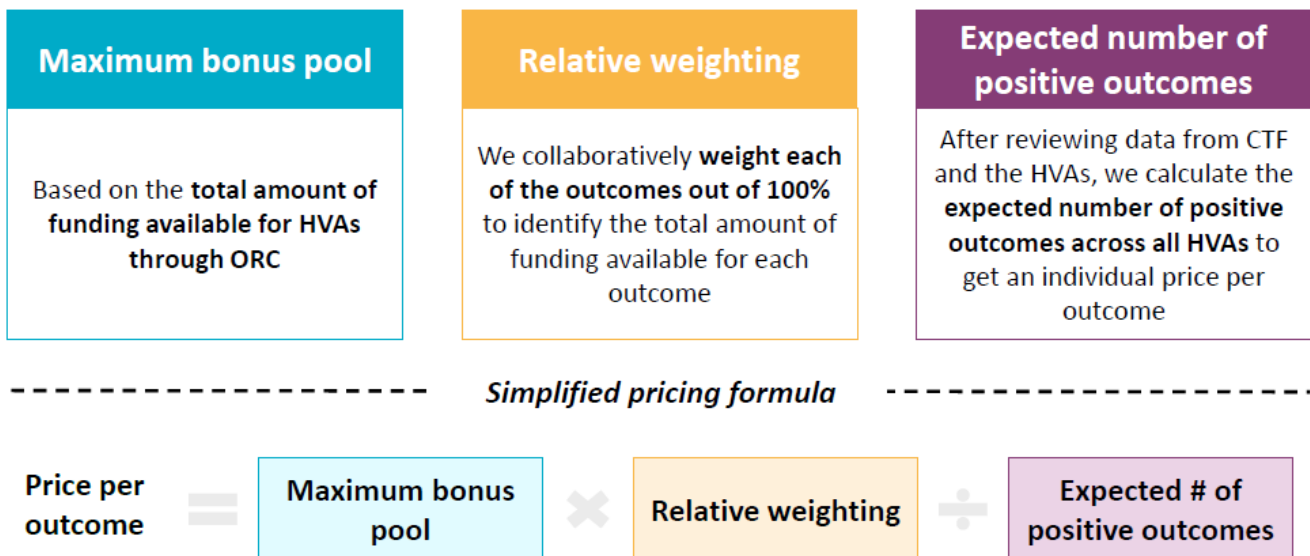 Maximum bonus pool
Based on the total amount of
funding available for HVAs
through ORC
Relative weighting
We collaboratively weight each
of the outcomes out of 100%
to identify the total amount of
funding available for each
outcome
Expected number of
positive outcomes
After reviewing data from CTF
and the HVAs, we calculate the
expected number of positive
outcomes across all HVAs to
get an individual price per
outcome
Simplified pricing formula
Price per
outcome
=
Maximum bonus
pool
×
Relative weighting
÷
Expected # of
positive outcomes